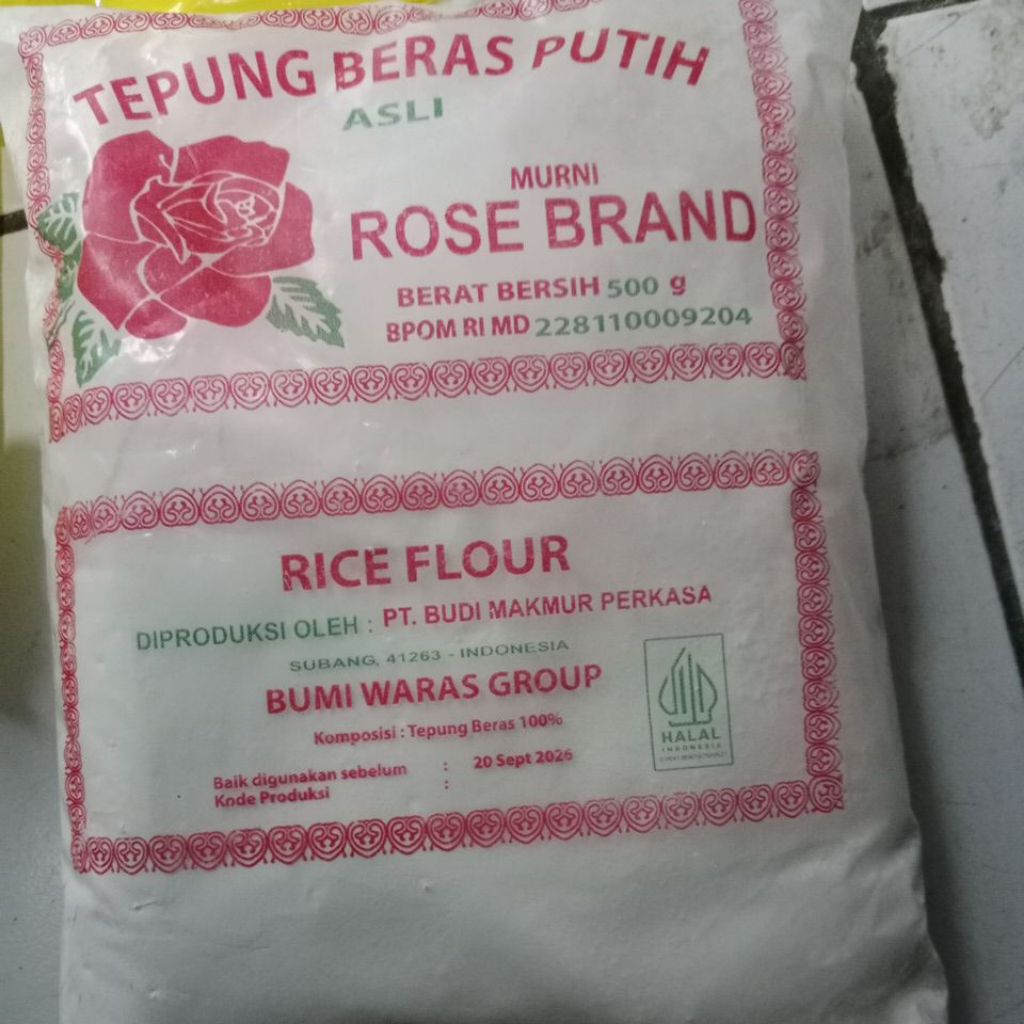 TEPUNG BERAS PUTIH
ASLI
MURNI
ROSE BRAND
BERAT BERSIH 500 g
BPOM RI MD 228110009204
RICE FLOUR
DIPRODUKSI OLEH : PT. BUDI MAKMUR PERKASA
SUBANG, 41263 - INDONESIA
BUMI WARAS GROUP
Komposisi : Tepung Beras 100%
Baik digunakan sebelum : 20 Sept 2026
Kode Produksi :
HALAL
INDONESIA